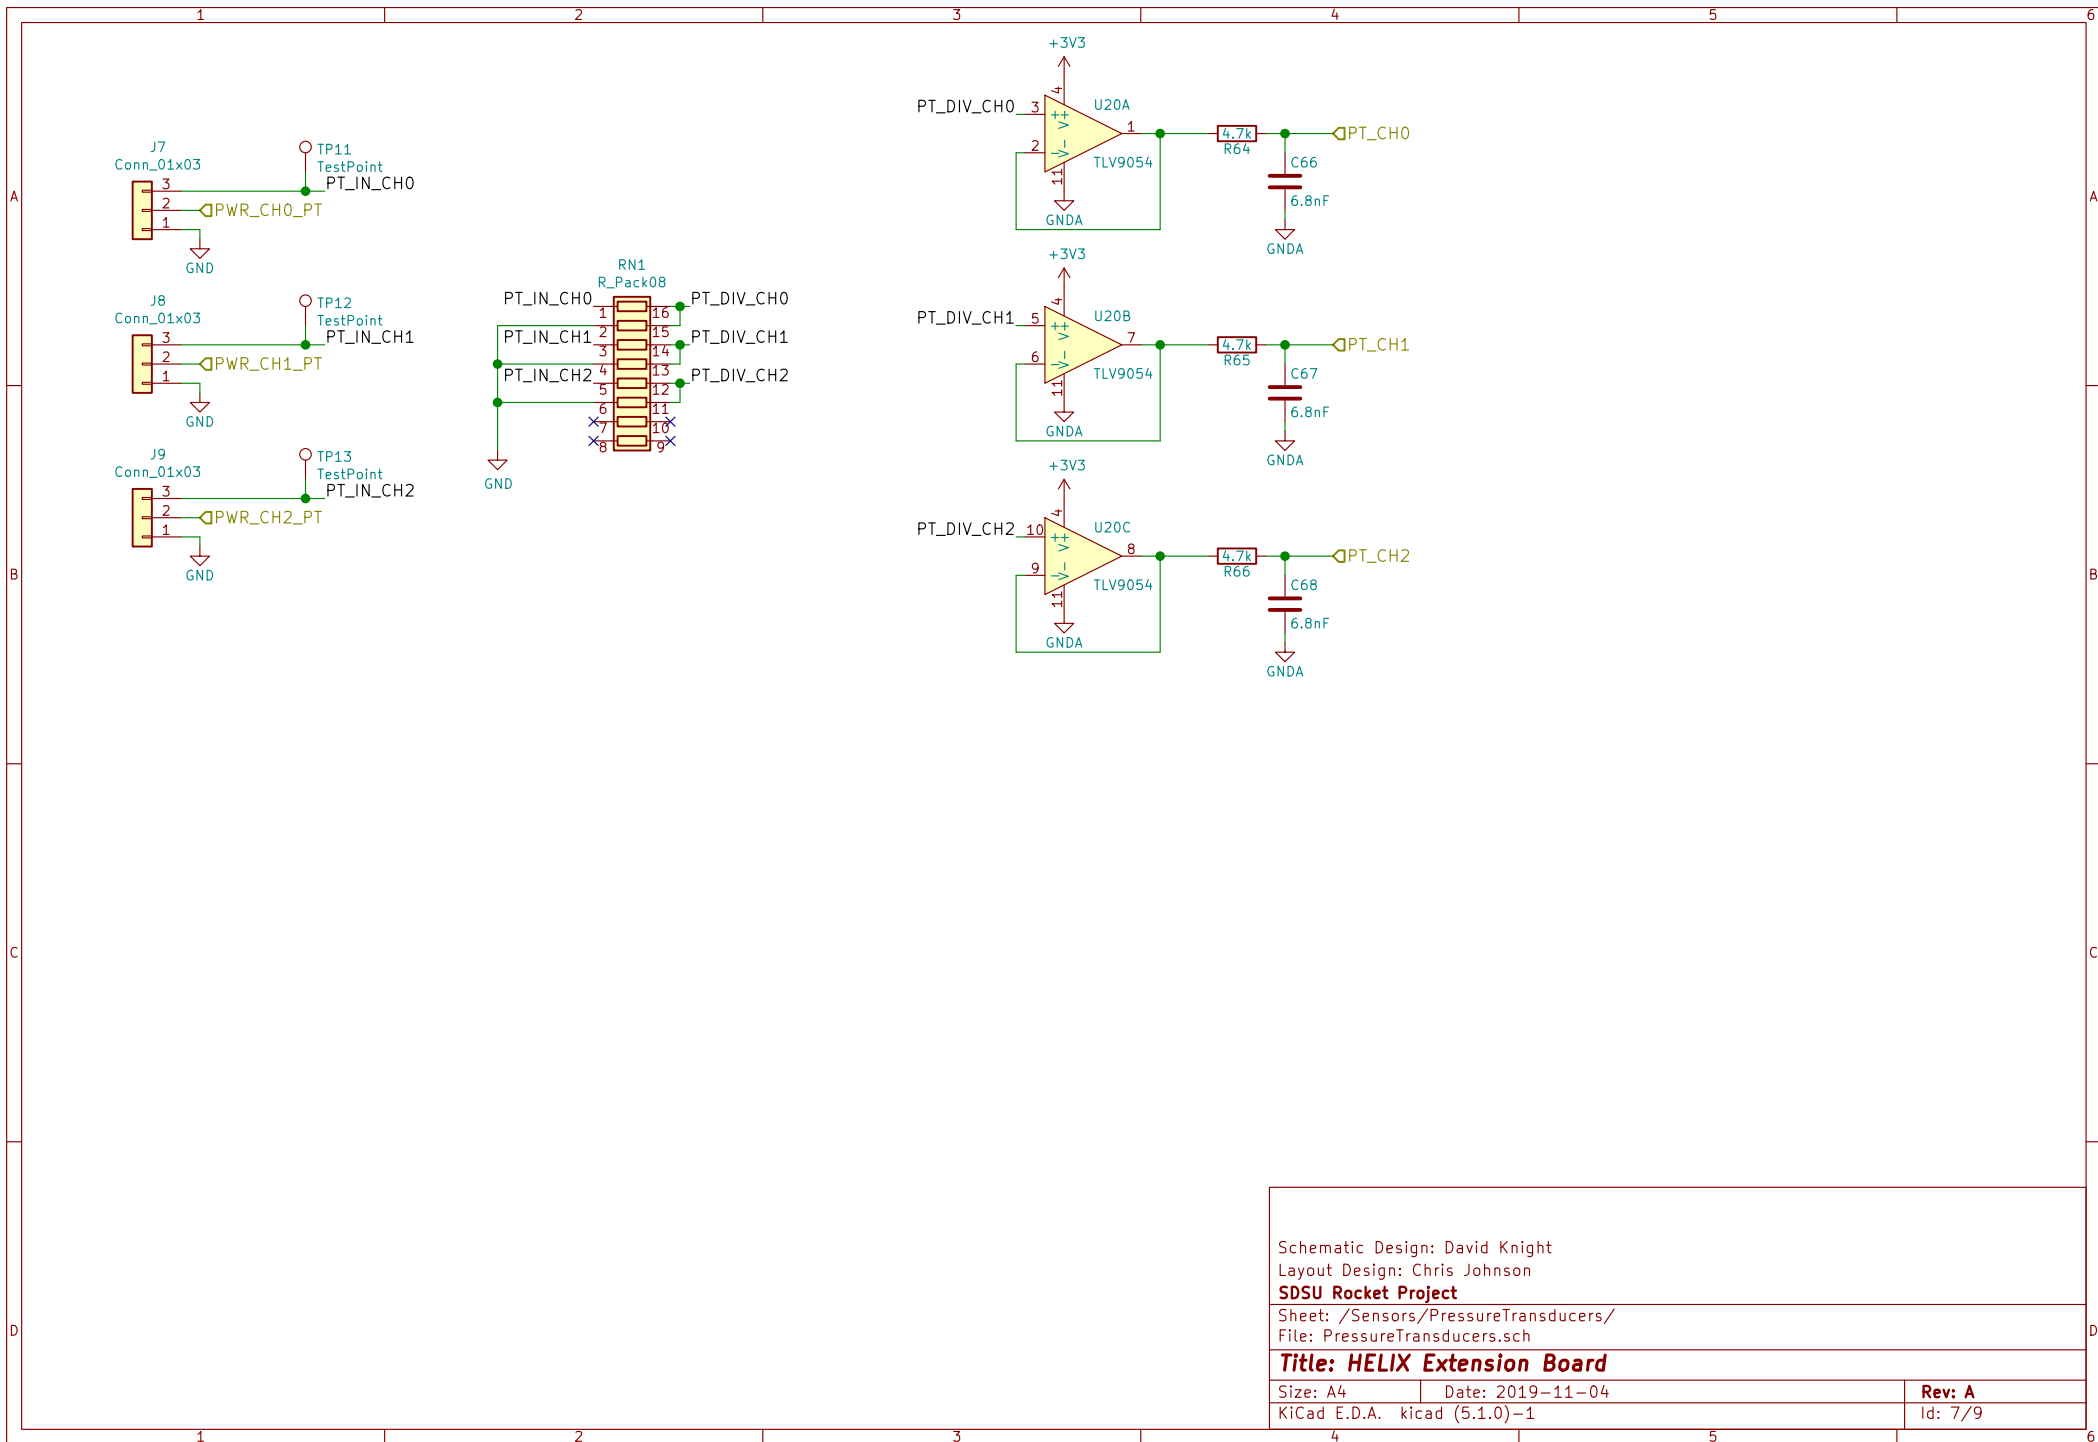 1 2 3 4 5 6
A
B
C
D
J7
Conn_01x03
3
2
1
TP11
TestPoint
PT_IN_CH0
PWR_CH0_PT
GND
J8
Conn_01x03
3
2
1
TP12
TestPoint
PT_IN_CH1
PWR_CH1_PT
GND
J9
Conn_01x03
3
2
1
TP13
TestPoint
PT_IN_CH2
PWR_CH2_PT
GND
RN1
R_Pack08
PT_IN_CH0 1 16 PT_DIV_CH0
2 15
PT_IN_CH1 3 14 PT_DIV_CH1
4 13
PT_IN_CH2 5 12 PT_DIV_CH2
6 11
7 10
8 9
GND
+3V3
4
PT_DIV_CH0 3
2
+
V+
−
V-
1
11
U20A
TLV9054
GNDA
4.7k
R64
PT_CH0
C66
6.8nF
GNDA
+3V3
4
PT_DIV_CH1 5
6
+
V+
−
V-
7
11
U20B
TLV9054
GNDA
4.7k
R65
PT_CH1
C67
6.8nF
GNDA
+3V3
4
PT_DIV_CH2 10
9
+
V+
−
V-
8
11
U20C
TLV9054
GNDA
4.7k
R66
PT_CH2
C68
6.8nF
GNDA
A
B
C
D
Schematic Design: David Knight
Layout Design: Chris Johnson
SDSU Rocket Project
Sheet: /Sensors/PressureTransducers/
File: PressureTransducers.sch
Title: HELIX Extension Board
Size: A4 Date: 2019-11-04 Rev: A
KiCad E.D.A. kicad (5.1.0)-1 Id: 7/9
1 2 3 4 5 6